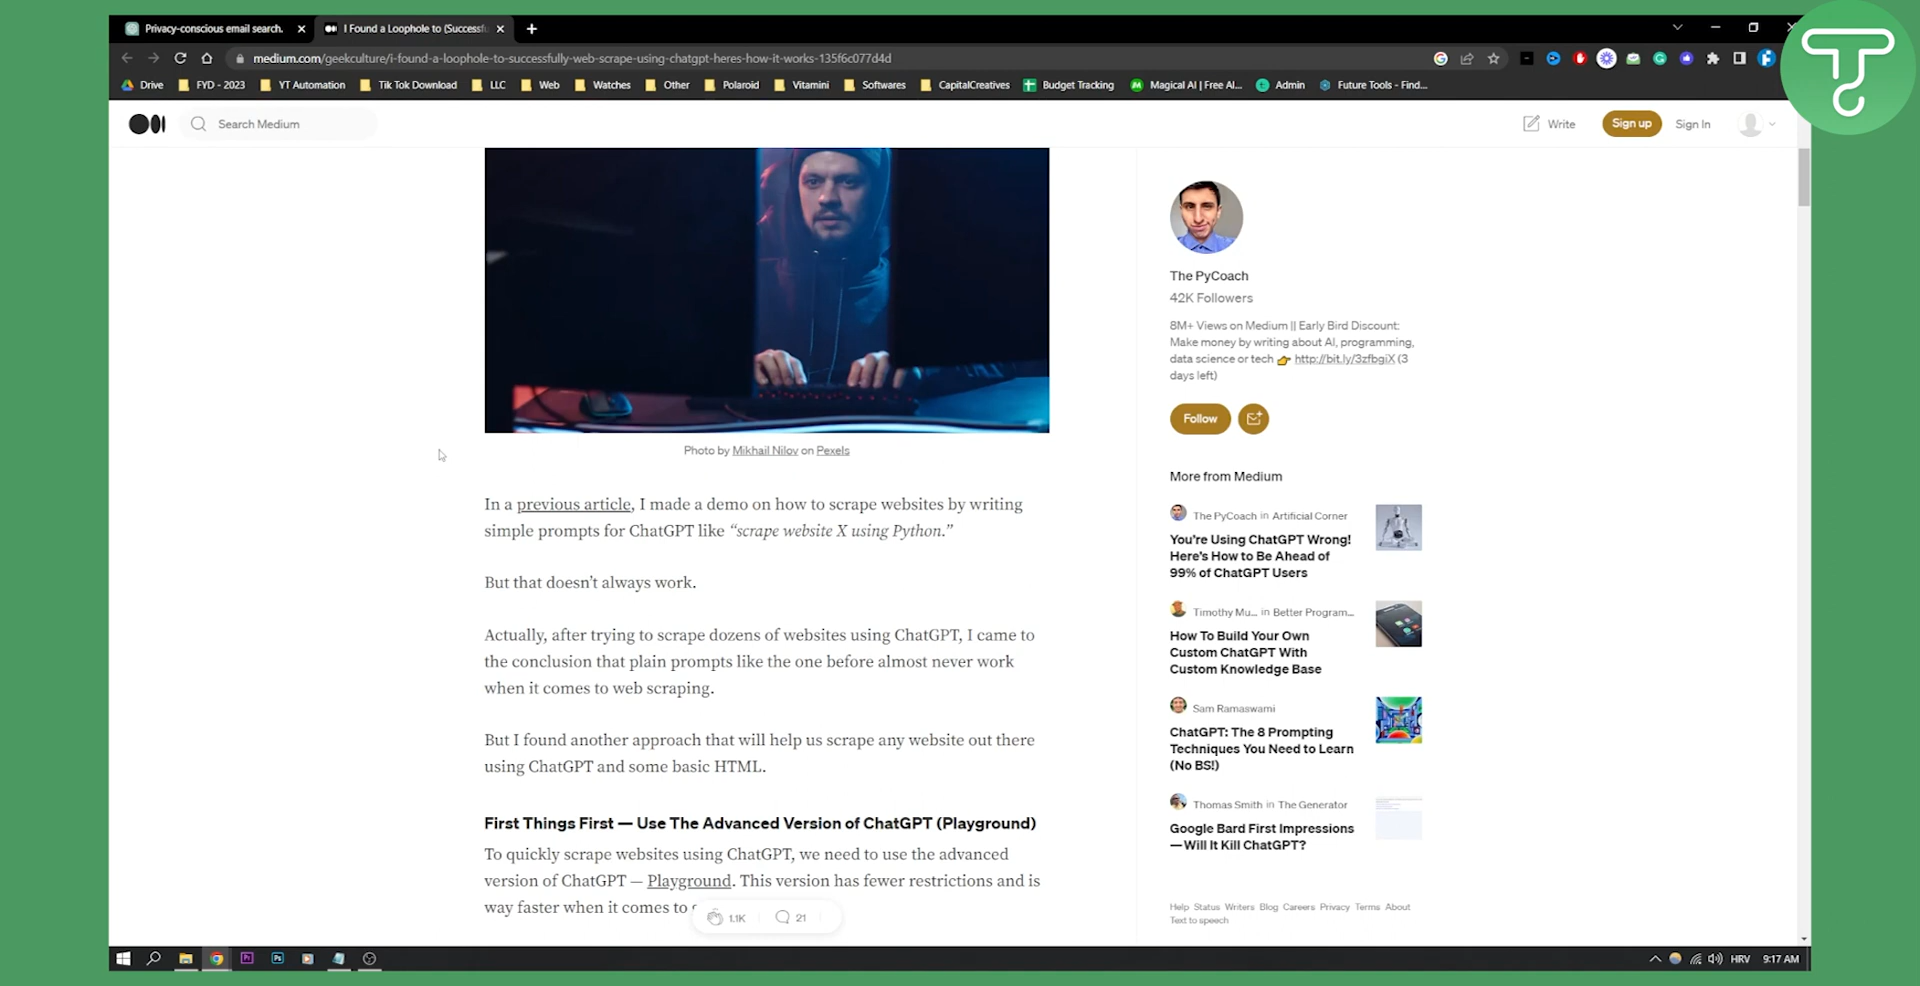 Privacy-conscious email search.
I Found a Loophole to (Successfu
medium.com/geekculture/i-found-a-loophole-to-successfully-web-scrape-using-chatgpt-heres-how-it-works-135f6c077d4d
Drive FYD - 2023 YT Automation Tik Tok Download LLC Web Watches Other Polaroid Vitamini Softwares CapitalCreatives Budget Tracking Magical AI | Free AI... Admin Future Tools - Find...
Search Medium
Write Sign up Sign In
Photo by Mikhail Nilov on Pexels
In a previous article, I made a demo on how to scrape websites by writing
simple prompts for ChatGPT like “scrape website X using Python.”
But that doesn’t always work.
Actually, after trying to scrape dozens of websites using ChatGPT, I came to
the conclusion that plain prompts like the one before almost never work
when it comes to web scraping.
But I found another approach that will help us scrape any website out there
using ChatGPT and some basic HTML.
First Things First — Use The Advanced Version of ChatGPT (Playground)
To quickly scrape websites using ChatGPT, we need to use the advanced
version of ChatGPT — Playground. This version has fewer restrictions and is
way faster when it comes to
1.1K 21
The PyCoach
42K Followers
8M+ Views on Medium || Early Bird Discount:
Make money by writing about AI, programming,
data science or tech 👉 http://bit.ly/3zfbgiX (3
days left)
Follow
More from Medium
The PyCoach in Artificial Corner
You’re Using ChatGPT Wrong!
Here’s How to Be Ahead of
99% of ChatGPT Users
Timothy Mu... in Better Program...
How To Build Your Own
Custom ChatGPT With
Custom Knowledge Base
Sam Ramaswami
ChatGPT: The 8 Prompting
Techniques You Need to Learn
(No BS!)
Thomas Smith in The Generator
Google Bard First Impressions
— Will It Kill ChatGPT?
Help Status Writers Blog Careers Privacy Terms About
Text to speech
HRV 9:17 AM